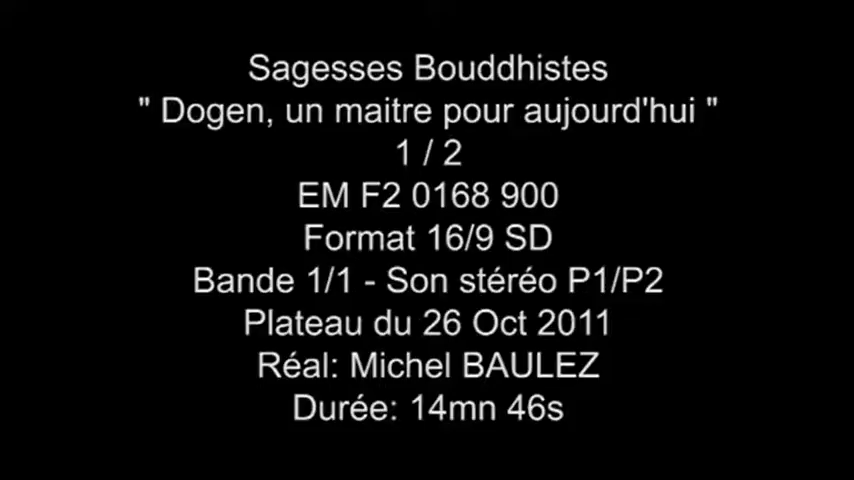 Sagesses Bouddhistes
" Dogen, un maitre pour aujourd'hui "
1 / 2
EM F2 0168 900
Format 16/9 SD
Bande 1/1 - Son stéréo P1/P2
Plateau du 26 Oct 2011
Réal: Michel BAULEZ
Durée: 14mn 46s